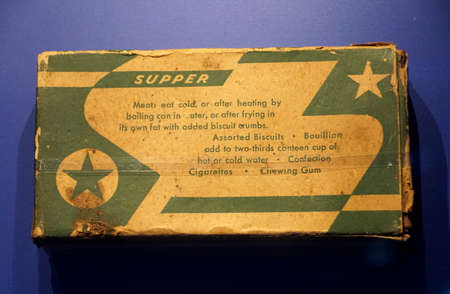 SUPPER
Meat: eat cold, or after heating by
boiling can in ater, or after frying in
its own fat with added biscuit crumbs.
Assorted Biscuits • Bouillion
add to two-thirds canteen cup of
hot or cold water • Confection
Cigarettes • Chewing Gum